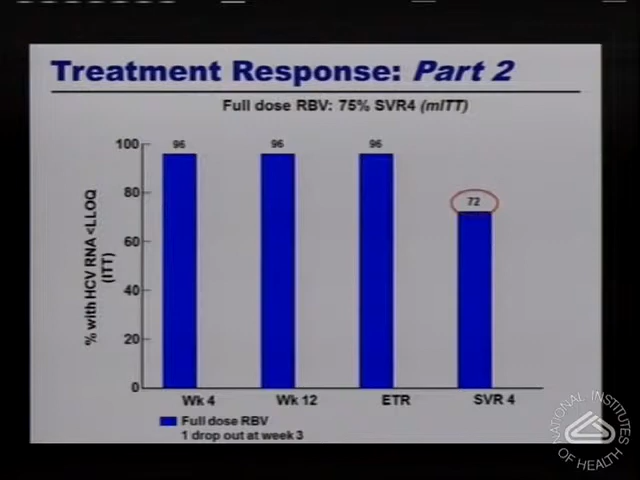 Treatment Response: Part 2
Full dose RBV: 75% SVR4 (mITT)
% with HCV RNA <LLOQ
(ITT)
100
80
60
40
20
0
96
96
96
72
Wk 4
Wk 12
ETR
SVR 4
Full dose RBV
1 drop out at week 3
NATIONAL INSTITUTES
OF HEALTH